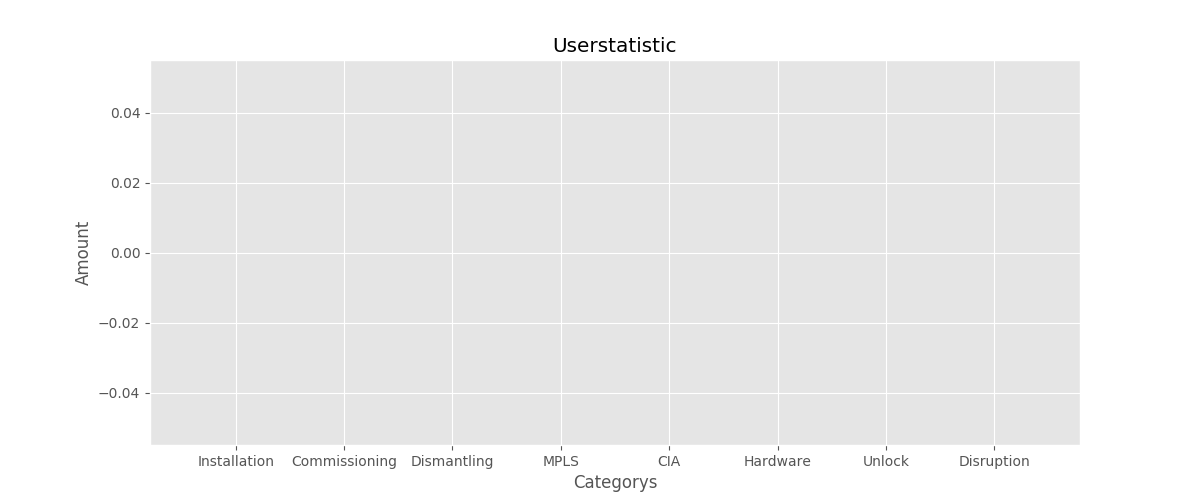 Userstatistic
0.04
0.02
0.00
−0.02
−0.04
Amount
Installation Commissioning Dismantling MPLS CIA Hardware Unlock Disruption
Categorys